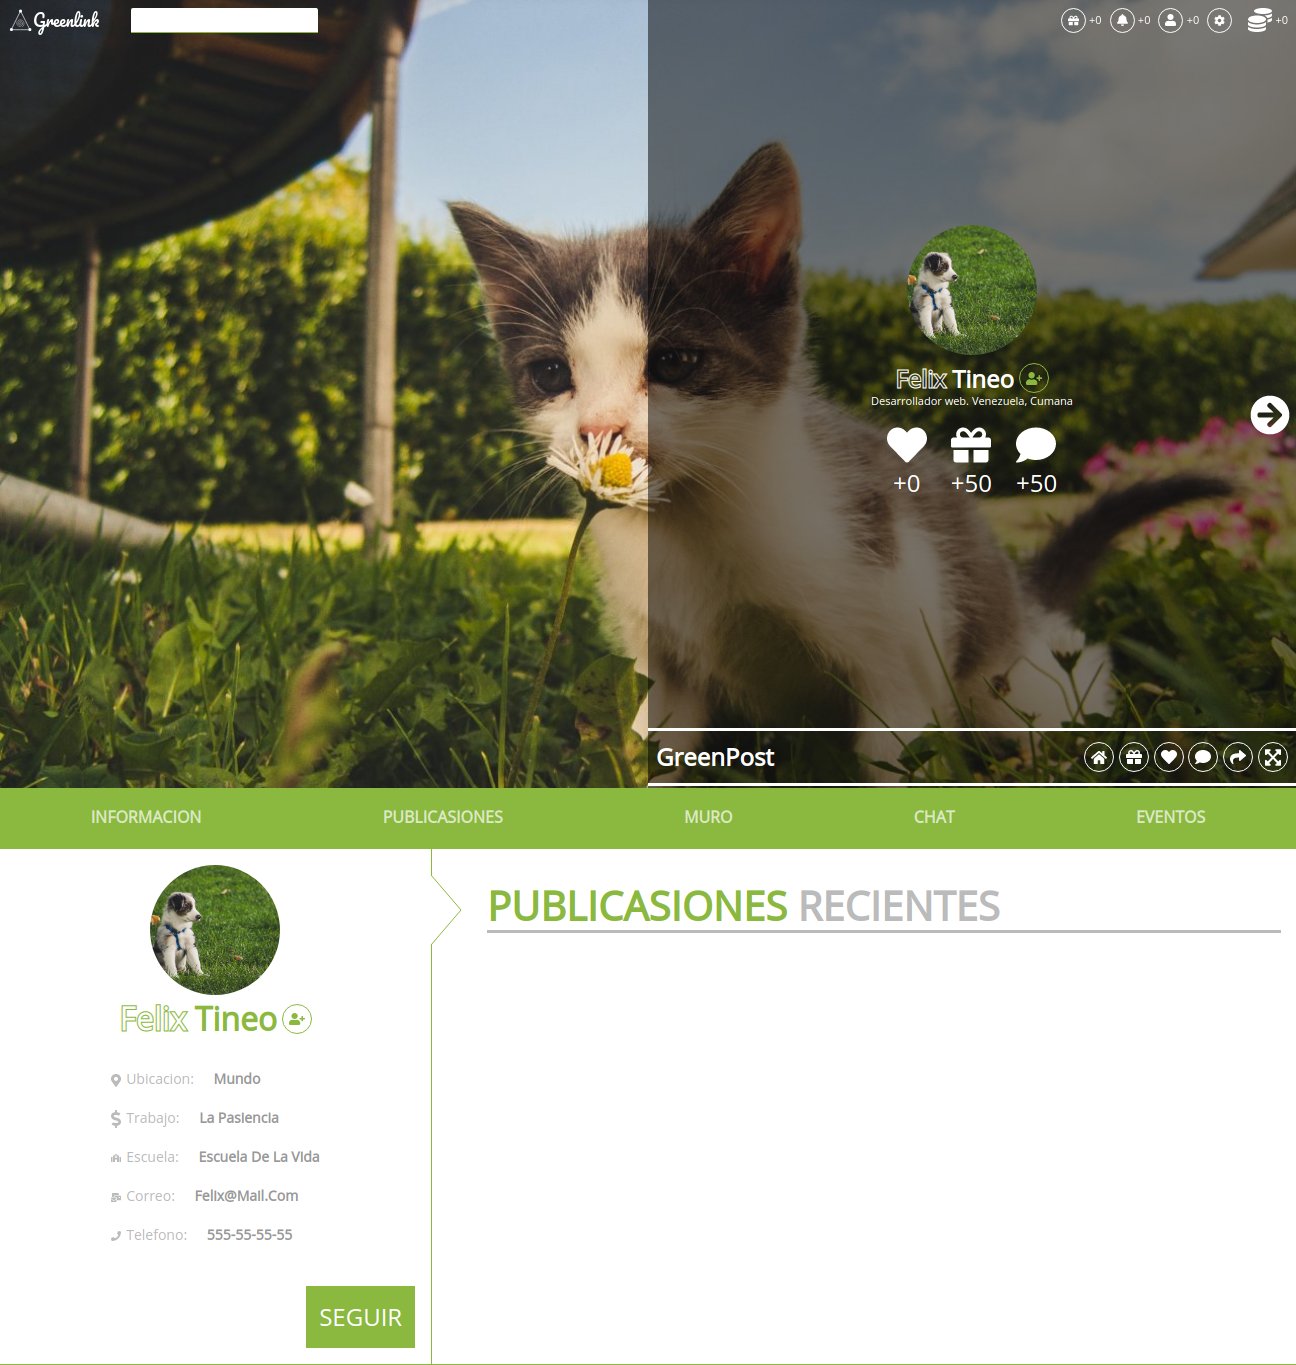 Greenlink
+0 +0 +0 +0
Felix Tineo
Desarrollador web. Venezuela, Cumana
+0 +50 +50
GreenPost
INFORMACION PUBLICASIONES MURO CHAT EVENTOS
PUBLICASIONES RECIENTES
Felix Tineo
Ubicacion: Mundo
Trabajo: La Pasiencia
Escuela: Escuela De La Vida
Correo: Felix@Mail.Com
Telefono: 555-55-55-55
SEGUIR